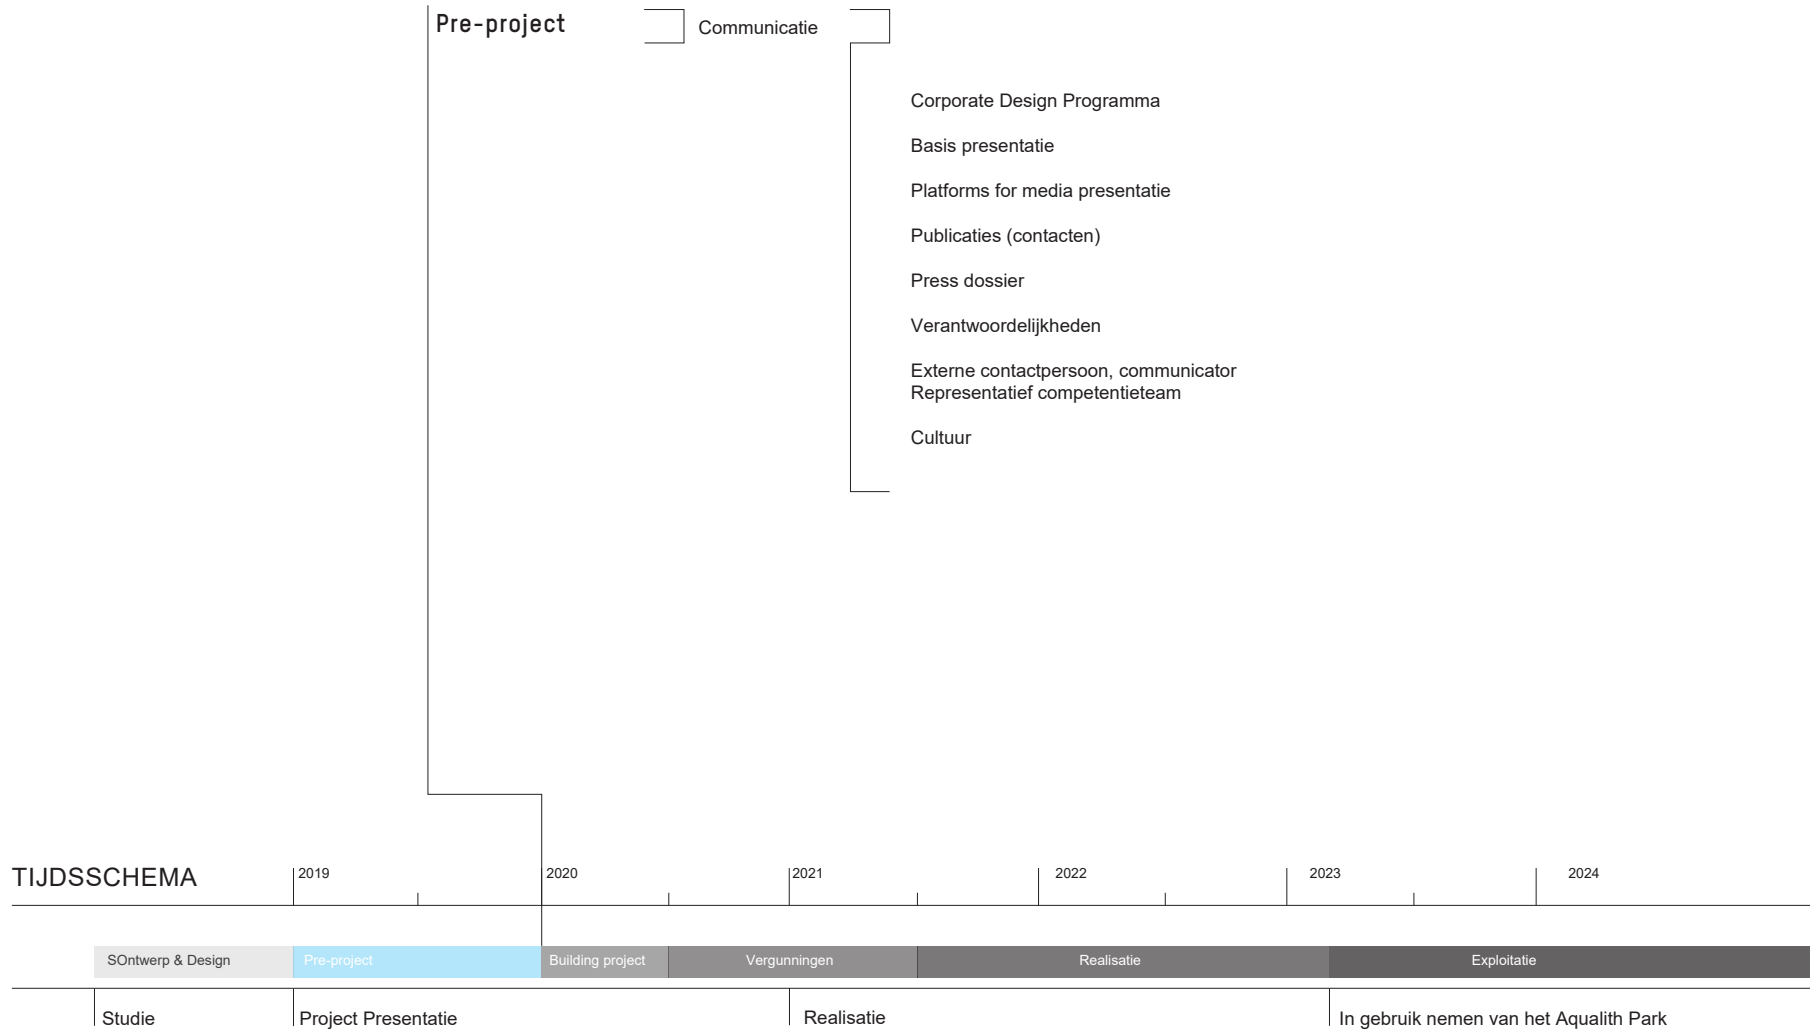 Pre-project
Communicatie
Corporate Design Programma
Basis presentatie
Platforms for media presentatie
Publicaties (contacten)
Press dossier
Verantwoordelijkheden
Externe contactpersoon, communicator
Representatief competentieteam
Cultuur
TIJDSSCHEMA
2019
2020
2021
2022
2023
2024
SOntwerp & Design
Pre-project
Building project
Vergunningen
Realisatie
Exploitatie
Studie
Project Presentatie
Realisatie
In gebruik nemen van het Aqualith Park